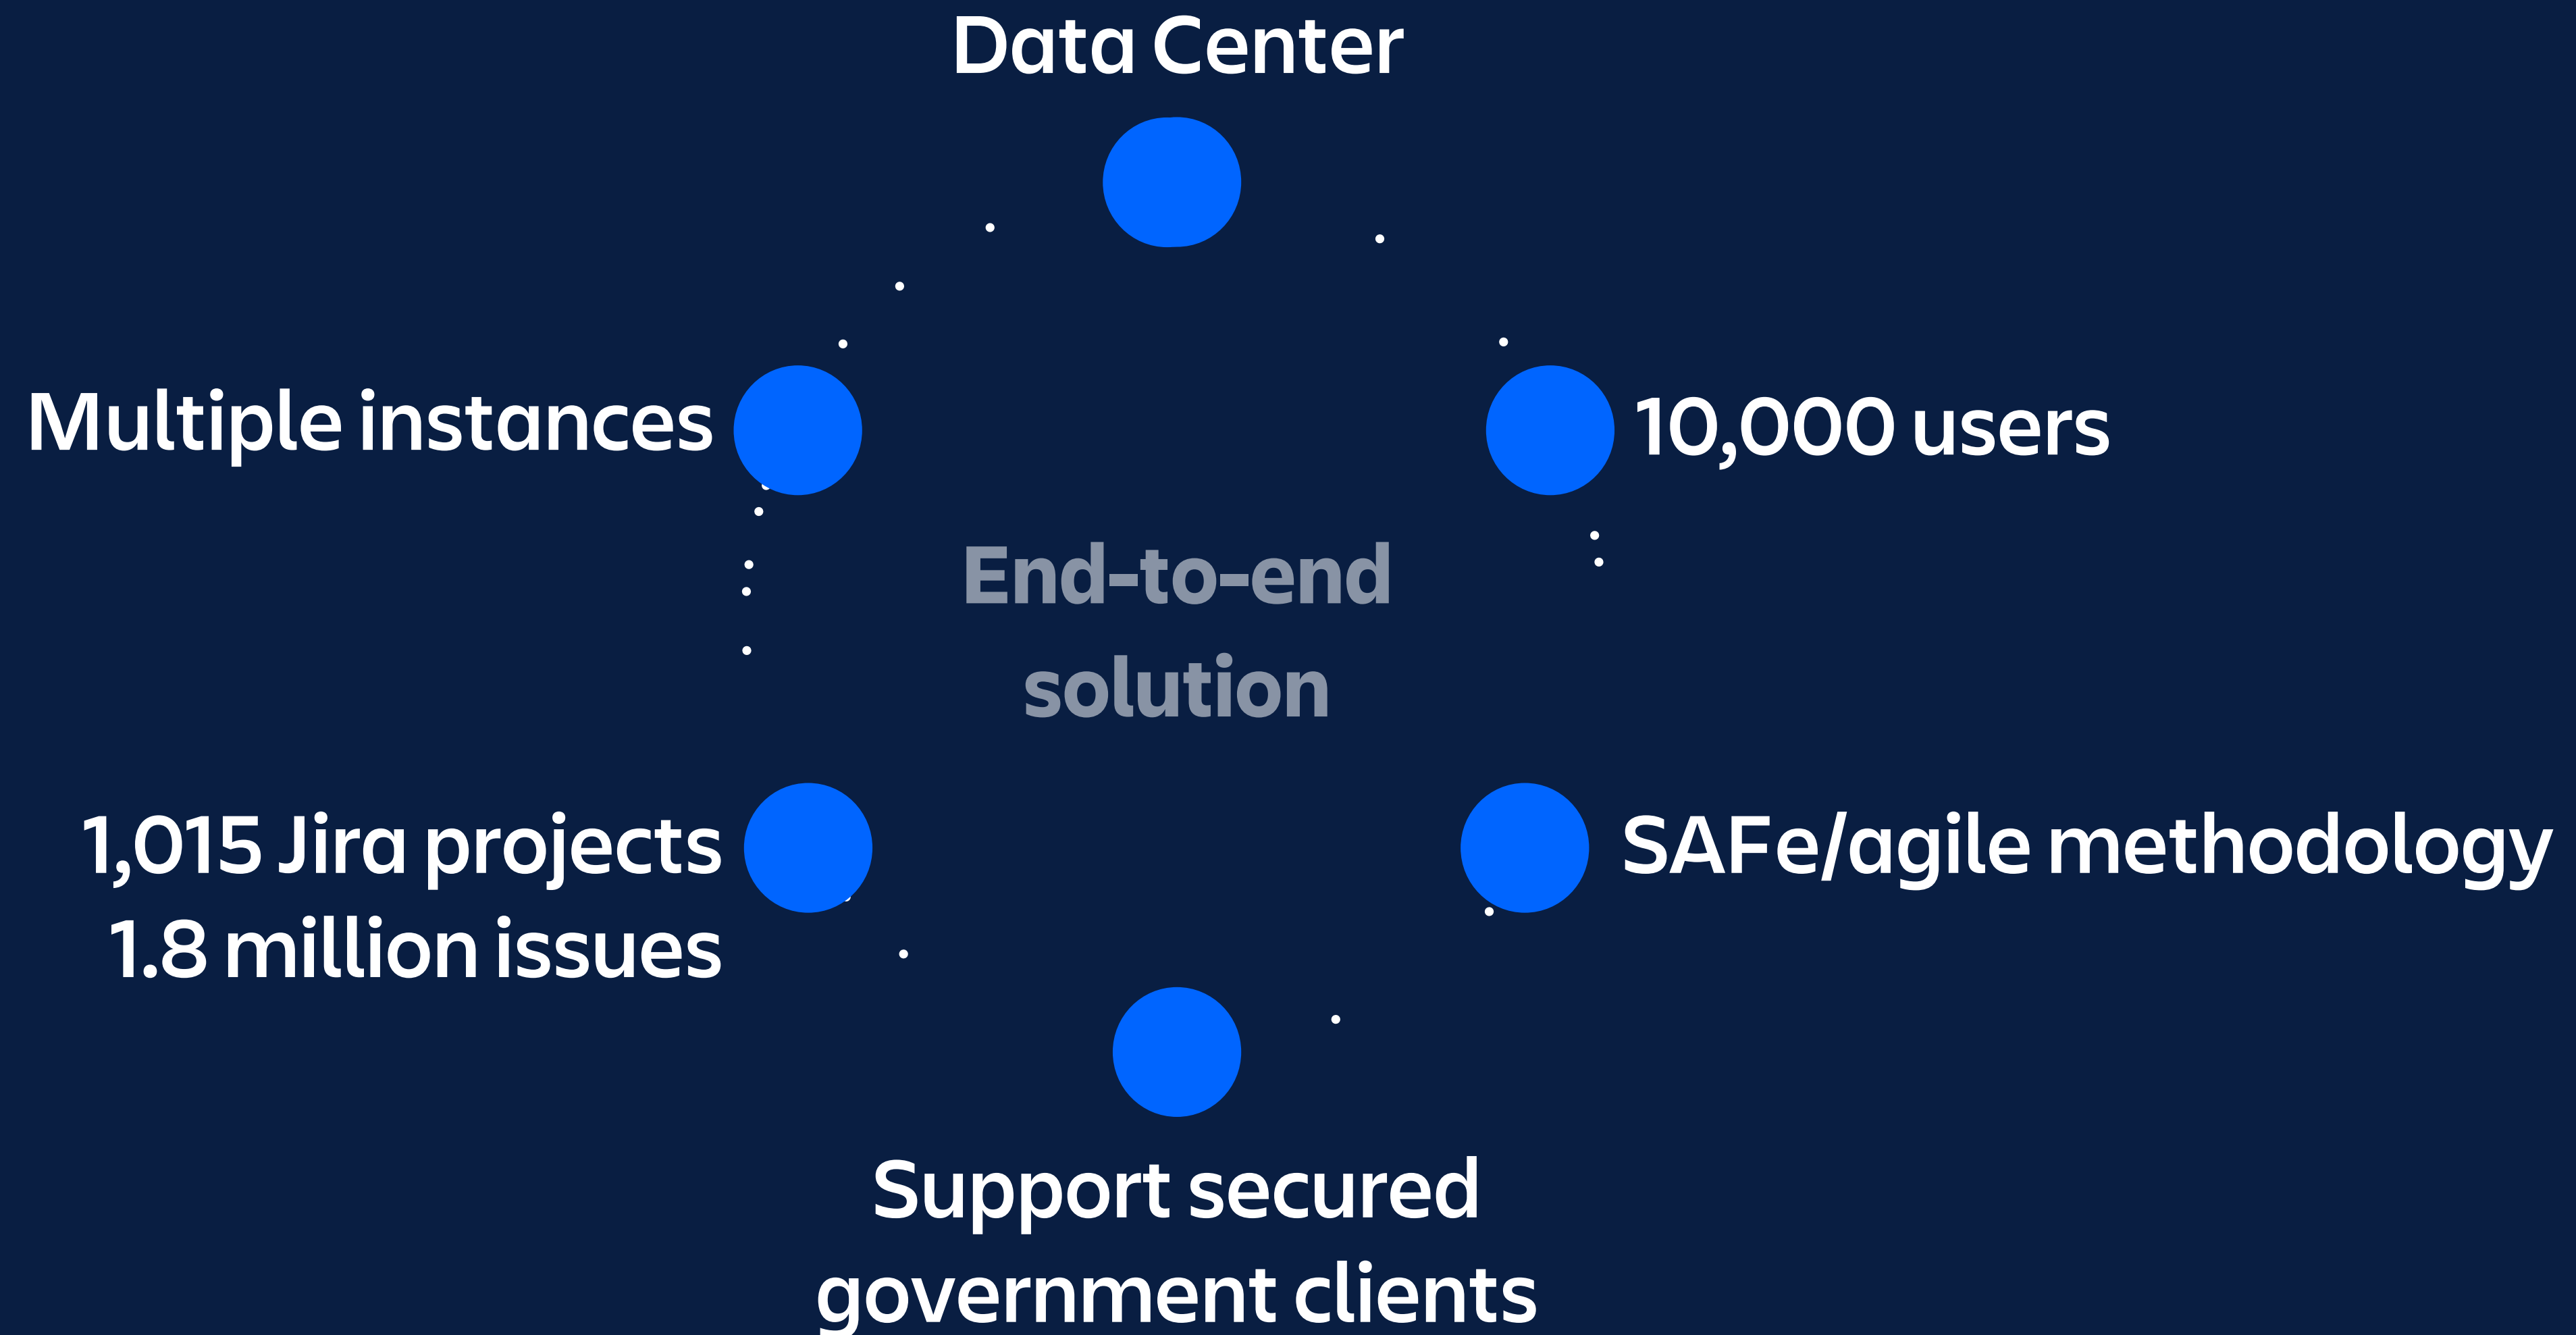 Data Center
Multiple instances
10,000 users
End-to-end
solution
1,015 Jira projects
1.8 million issues
SAFe/agile methodology
Support secured
government clients